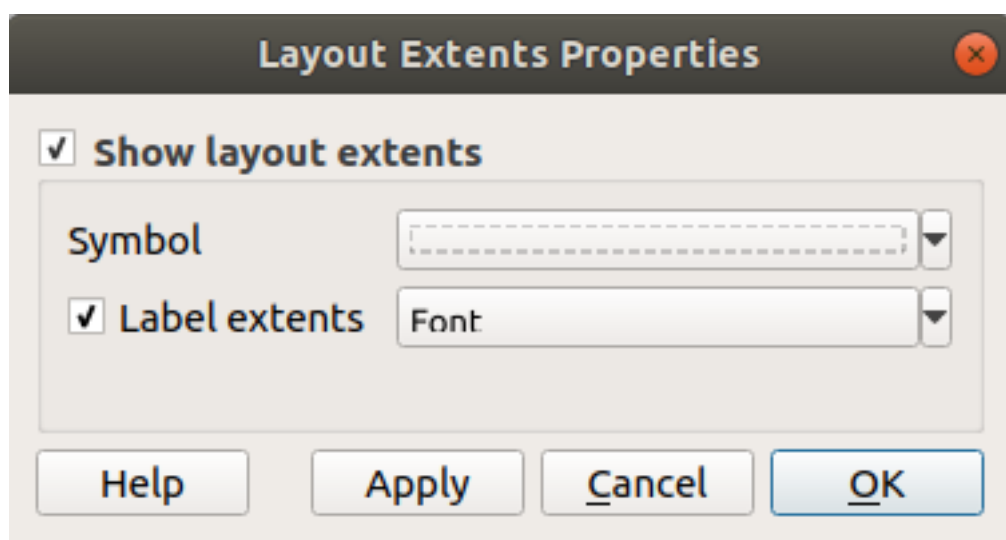 Layout Extents Properties
Show layout extents
Symbol
Label extents Font
Help Apply Cancel OK